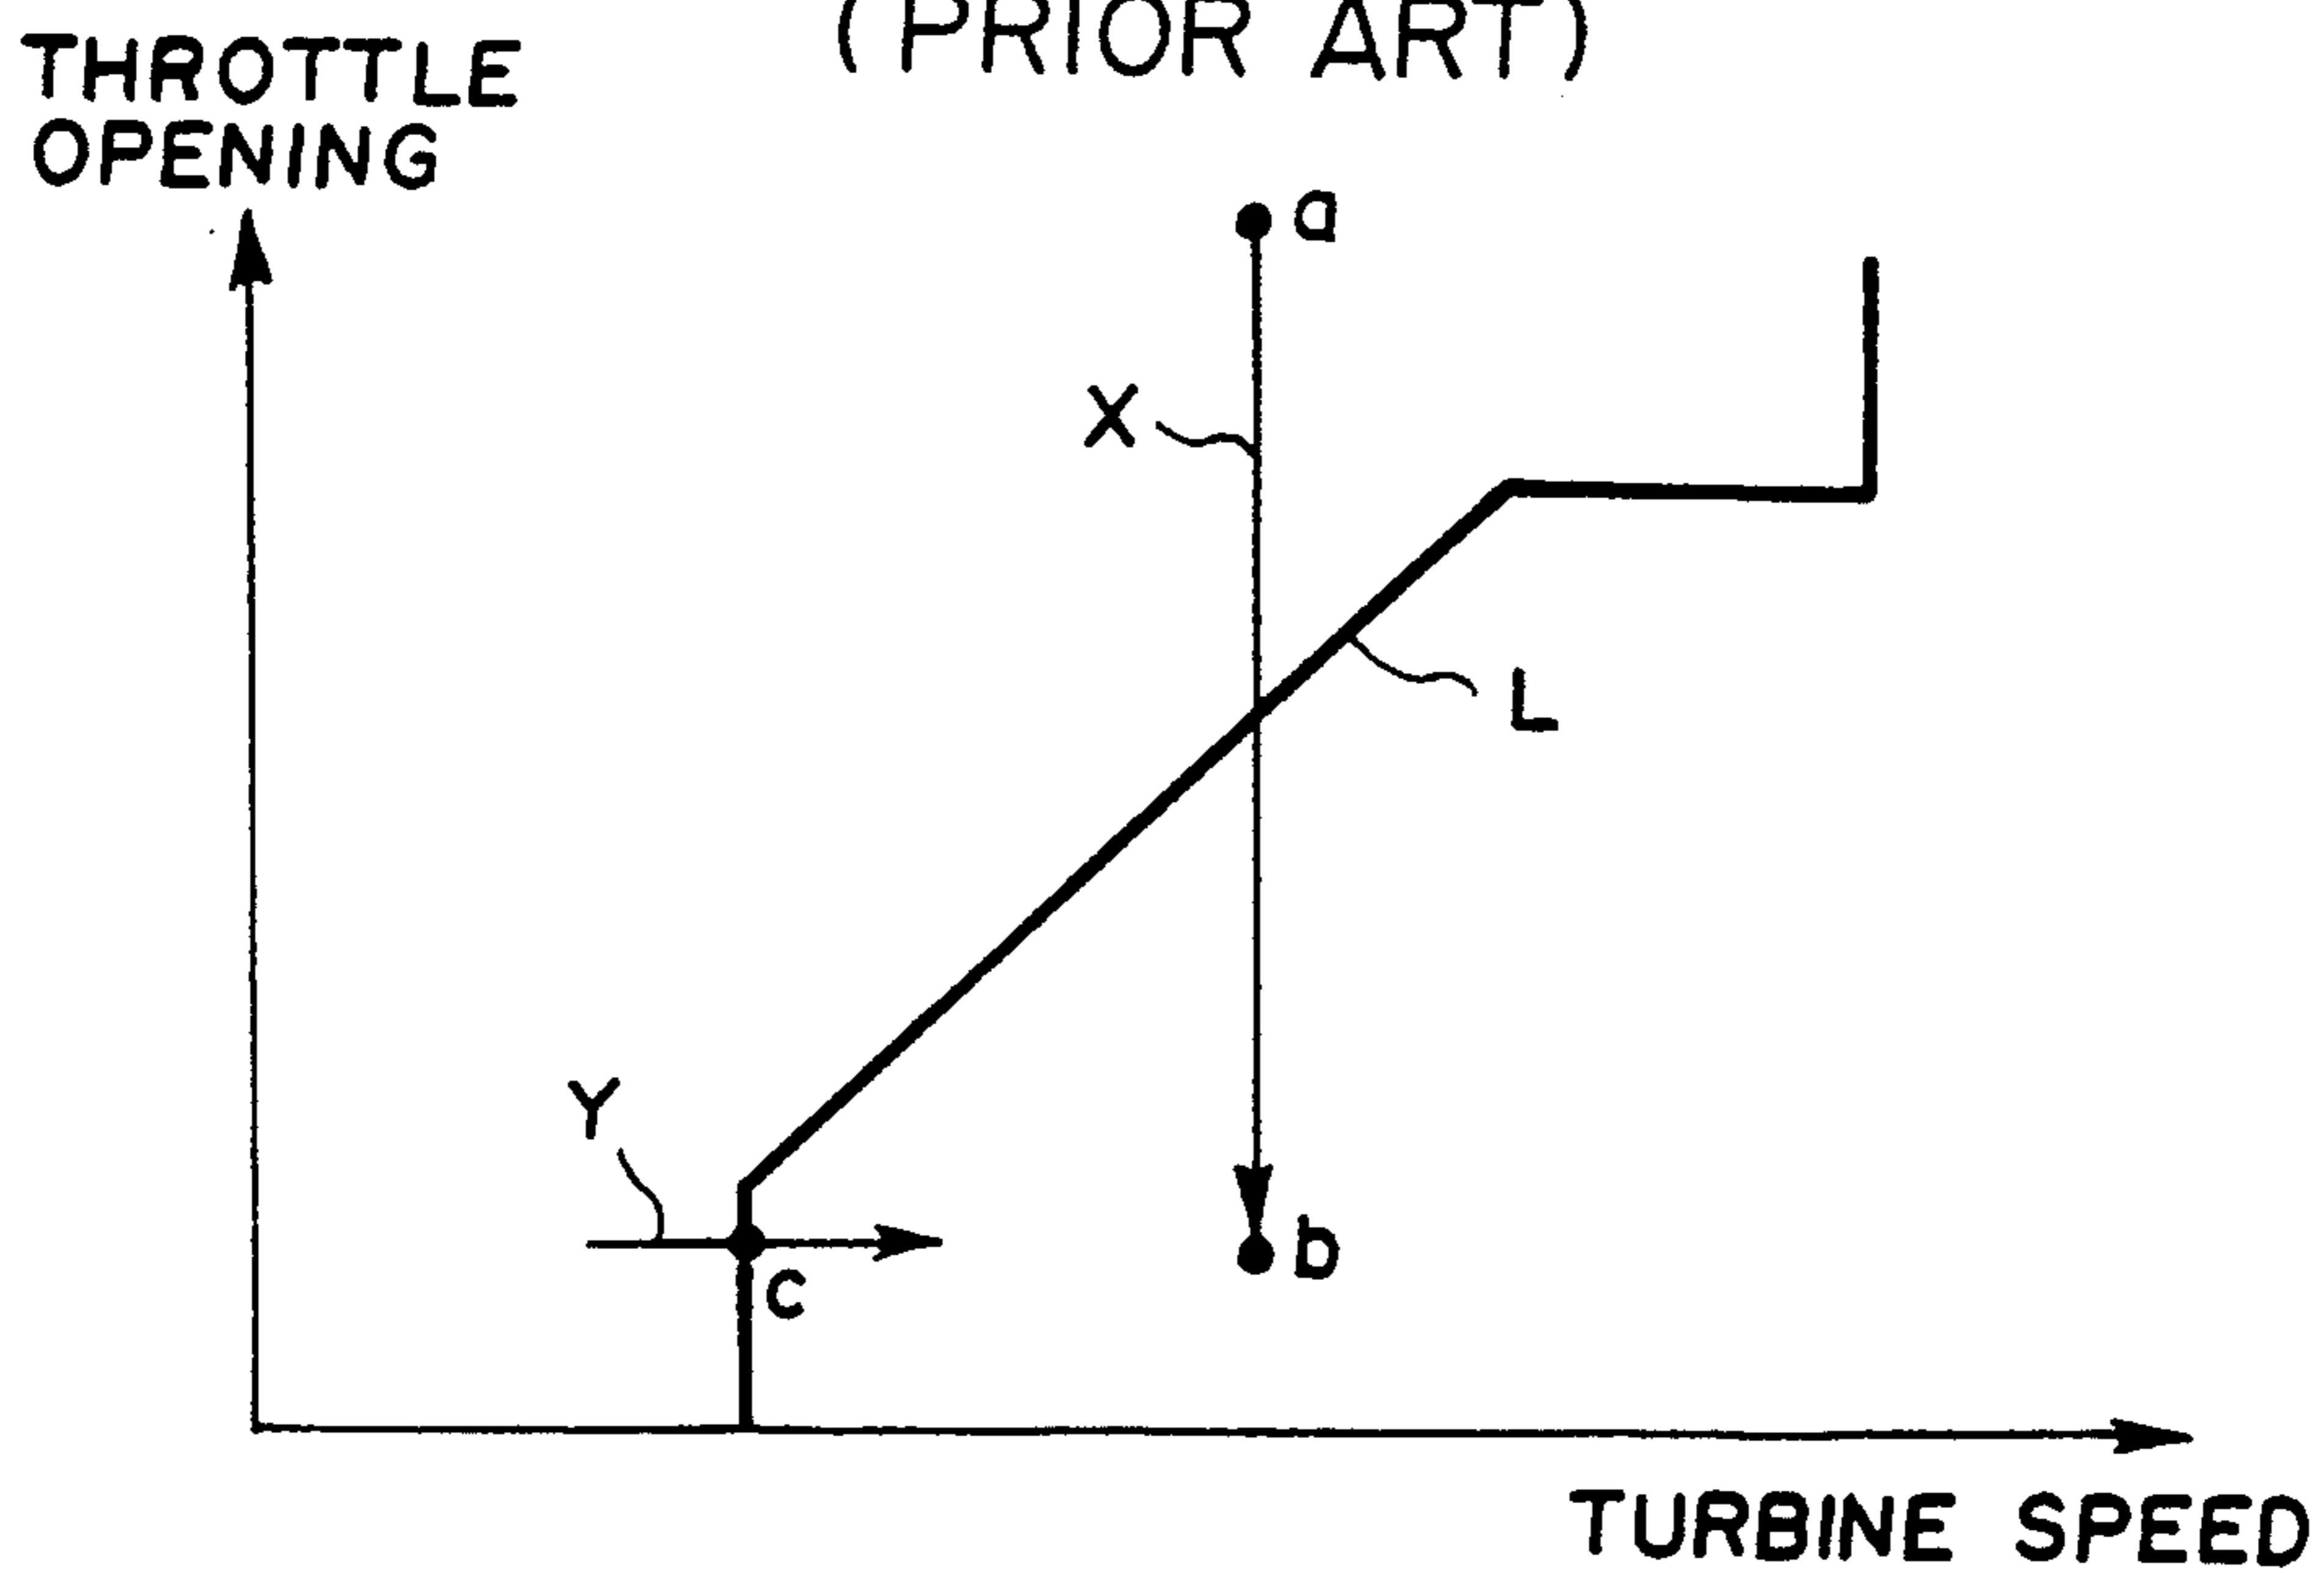 (PRIOR ART)
THROTTLE
OPENING
a
X
L
Y
b
c
TURBINE SPEED